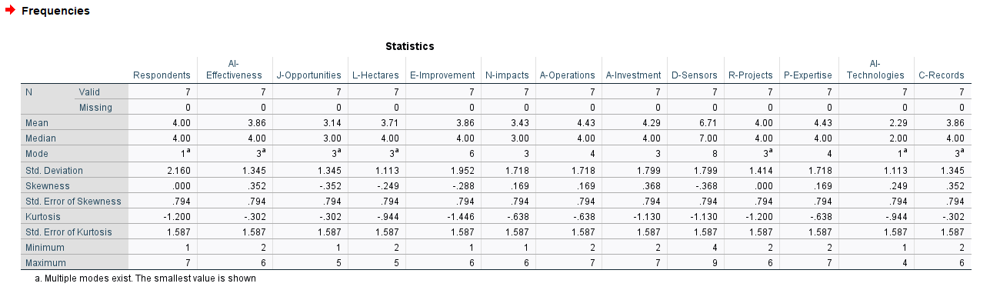 Frequencies
Statistics
Respondents AI-Effectiveness J-Opportunities L-Hectares E-Improvement N-impacts A-Operations A-Investment D-Sensors R-Projects P-Expertise AI-Technologies C-Records
N Valid 7 7 7 7 7 7 7 7 7 7 7 7 7
Missing 0 0 0 0 0 0 0 0 0 0 0 0 0
Mean 4.00 3.86 3.14 3.71 3.86 3.43 4.43 4.29 6.71 4.00 4.43 2.29 3.86
Median 4.00 4.00 3.00 4.00 4.00 3.00 4.00 4.00 7.00 4.00 4.00 2.00 4.00
Mode 1a 3a 3a 3a 6 3 4 3 8 3a 4 1a 3a
Std. Deviation 2.160 1.345 1.345 1.113 1.952 1.718 1.718 1.799 1.799 1.414 1.718 1.113 1.345
Skewness .000 .352 -.352 -.249 -.288 .169 .169 .368 -.368 .000 .169 .249 .352
Std. Error of Skewness .794 .794 .794 .794 .794 .794 .794 .794 .794 .794 .794 .794 .794
Kurtosis -1.200 -.302 -.302 -.944 -1.446 -.638 -.638 -1.130 -1.130 -1.200 -.638 -.944 -.302
Std. Error of Kurtosis 1.587 1.587 1.587 1.587 1.587 1.587 1.587 1.587 1.587 1.587 1.587 1.587 1.587
Minimum 1 2 1 2 1 1 2 2 4 2 2 1 2
Maximum 7 6 5 5 6 6 7 7 9 6 7 4 6
a. Multiple modes exist. The smallest value is shown